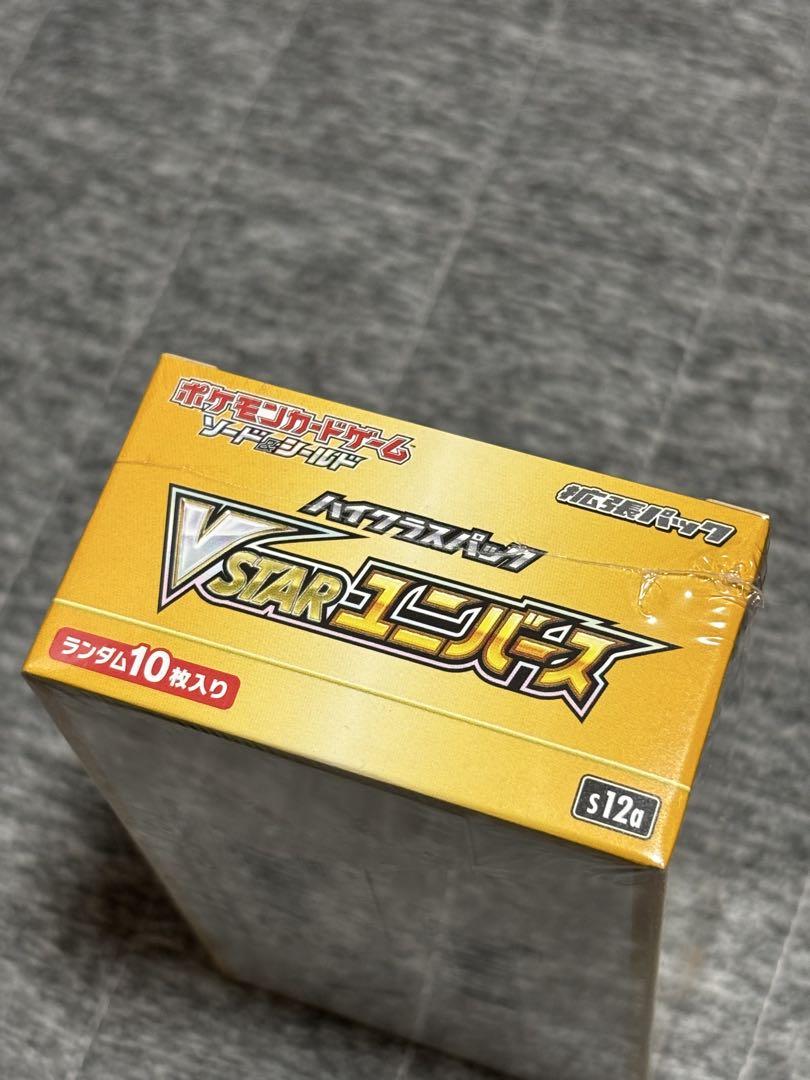 ポケモンカードゲーム
ソード&シールド
拡張パック
ハイクラスパック
VSTARユニバース
ランダム10枚入り
s12a